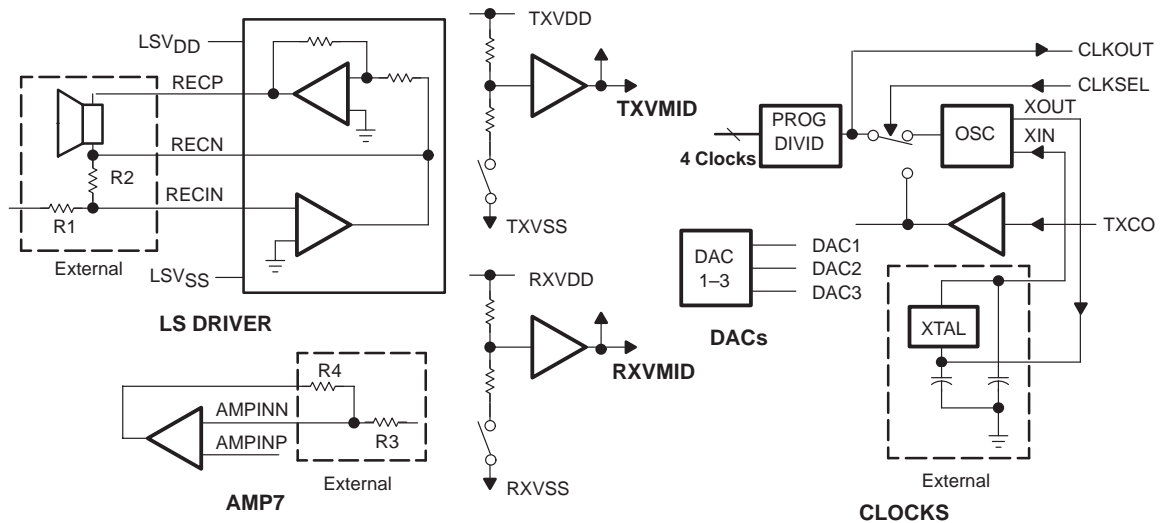 LSVDD
RECP
RECN
R2
RECIN
R1
External
LSVSS
LS DRIVER
R4
AMPINN
R3
AMPINP
External
AMP7
TXVDD
TXVMID
TXVSS
RXVDD
RXVMID
RXVSS
CLKOUT
CLKSEL
XOUT
PROG
DIVID
OSC
XIN
4 Clocks
TXCO
DAC
1–3
DAC1
DAC2
DAC3
DACs
XTAL
External
CLOCKS